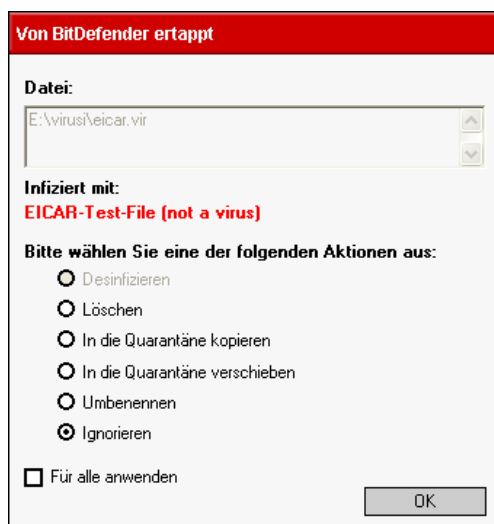 Von BitDefender ertappt
Datei:
E:\virusi\eicar.vir
Infiziert mit:
EICAR-Test-File (not a virus)
Bitte wählen Sie eine der folgenden Aktionen aus:
Desinfizieren
Löschen
In die Quarantäne kopieren
In die Quarantäne verschieben
Umbenennen
Ignorieren
Für alle anwenden
OK